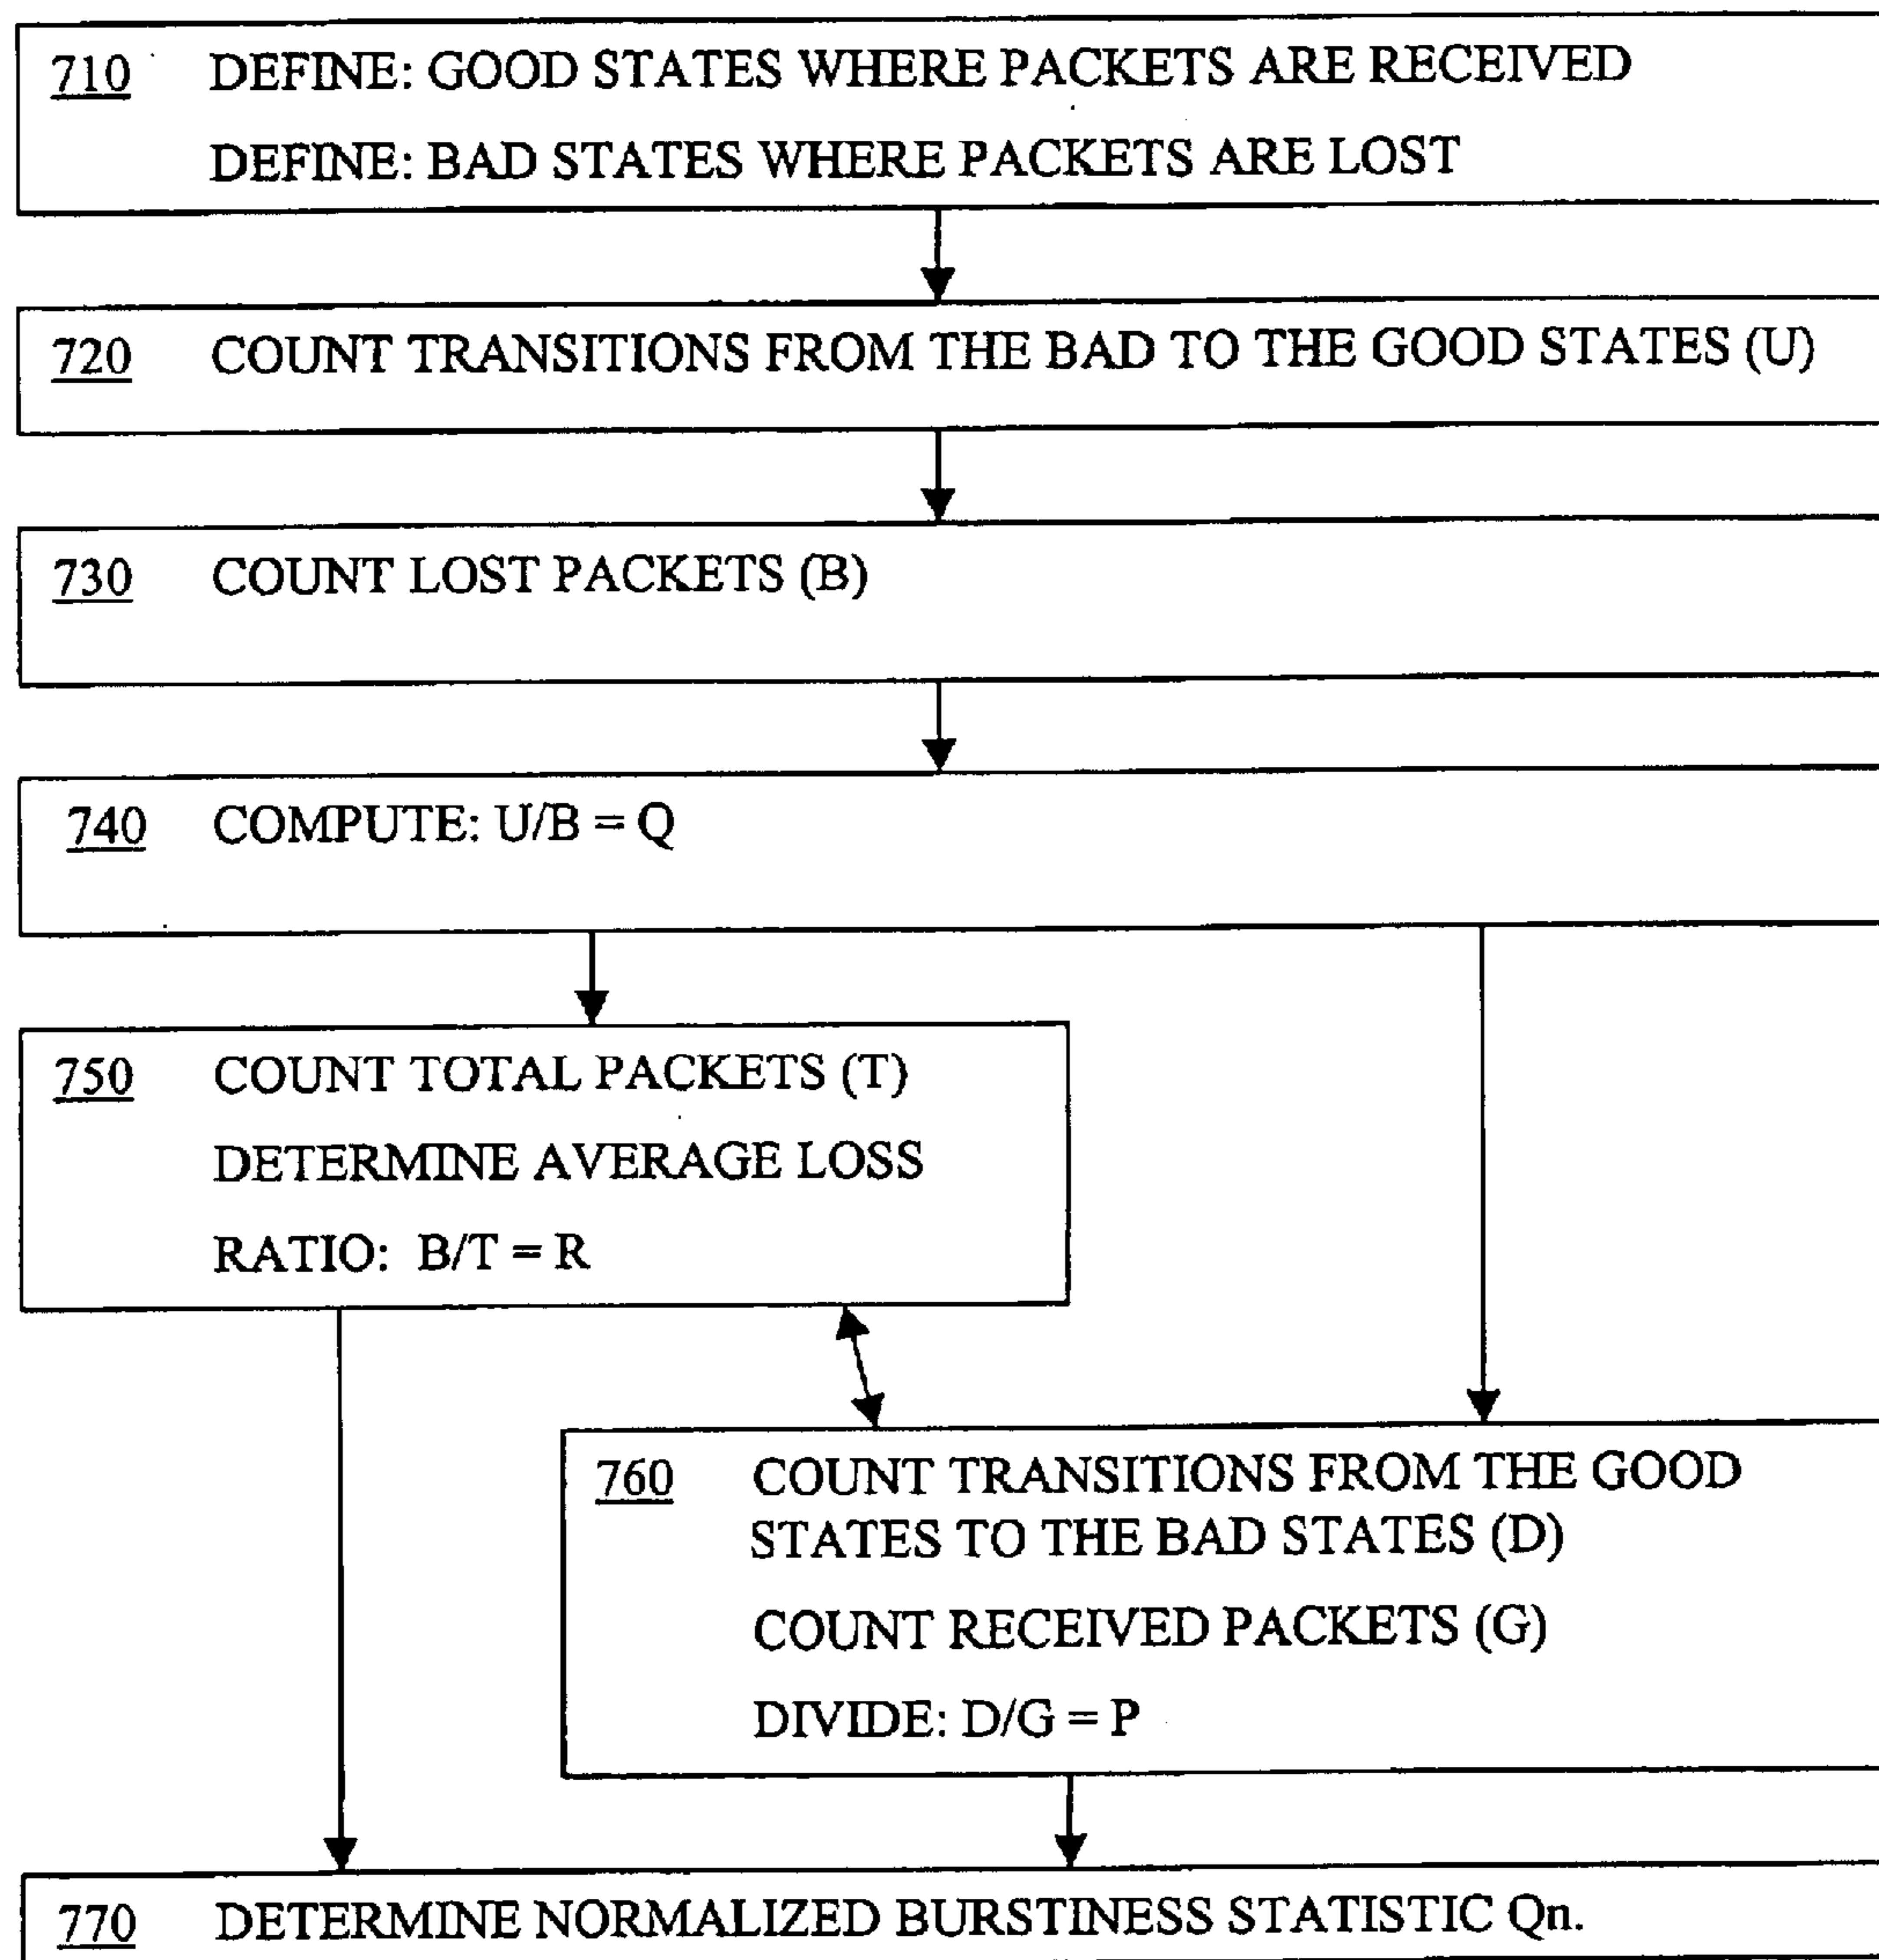 710 DEFINE: GOOD STATES WHERE PACKETS ARE RECEIVED
DEFINE: BAD STATES WHERE PACKETS ARE LOST
720 COUNT TRANSITIONS FROM THE BAD TO THE GOOD STATES (U)
730 COUNT LOST PACKETS (B)
740 COMPUTE: U/B = Q
750 COUNT TOTAL PACKETS (T)
DETERMINE AVERAGE LOSS
RATIO: B/T = R
760 COUNT TRANSITIONS FROM THE GOOD
STATES TO THE BAD STATES (D)
COUNT RECEIVED PACKETS (G)
DIVIDE: D/G = P
770 DETERMINE NORMALIZED BURSTINESS STATISTIC Qn.